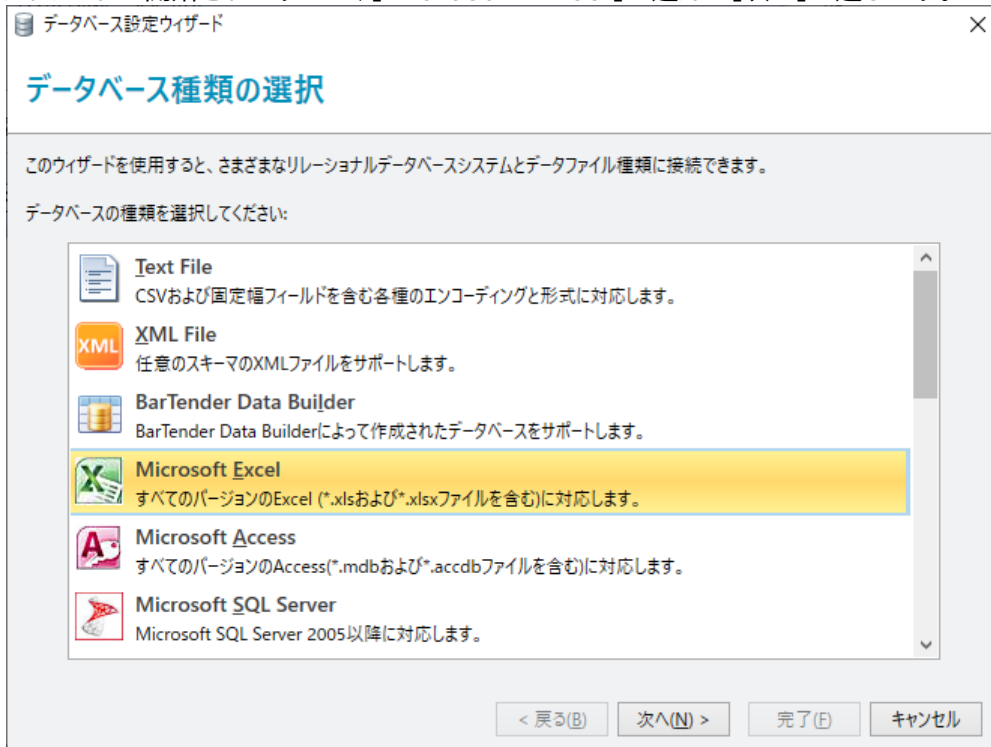 データベース設定ウィザード
データベース種類の選択
このウィザードを使用すると、さまざまなリレーショナルデータベースシステムとデータファイル種類に接続できます。
データベースの種類を選択してください:
Text File
CSVおよび固定幅フィールドを含む各種のエンコーディングと形式に対応します。
XML
XML File
任意のスキーマのXMLファイルをサポートします。
BarTender Data Builder
BarTender Data Builderによって作成されたデータベースをサポートします。
Microsoft Excel
すべてのバージョンのExcel (*.xlsおよび*.xlsxファイルを含む)に対応します。
Microsoft Access
すべてのバージョンのAccess(*.mdbおよび*.accdbファイルを含む)に対応します。
Microsoft SQL Server
Microsoft SQL Server 2005以降に対応します。
< 戻る(B) 次へ(N) > 完了(F) キャンセル